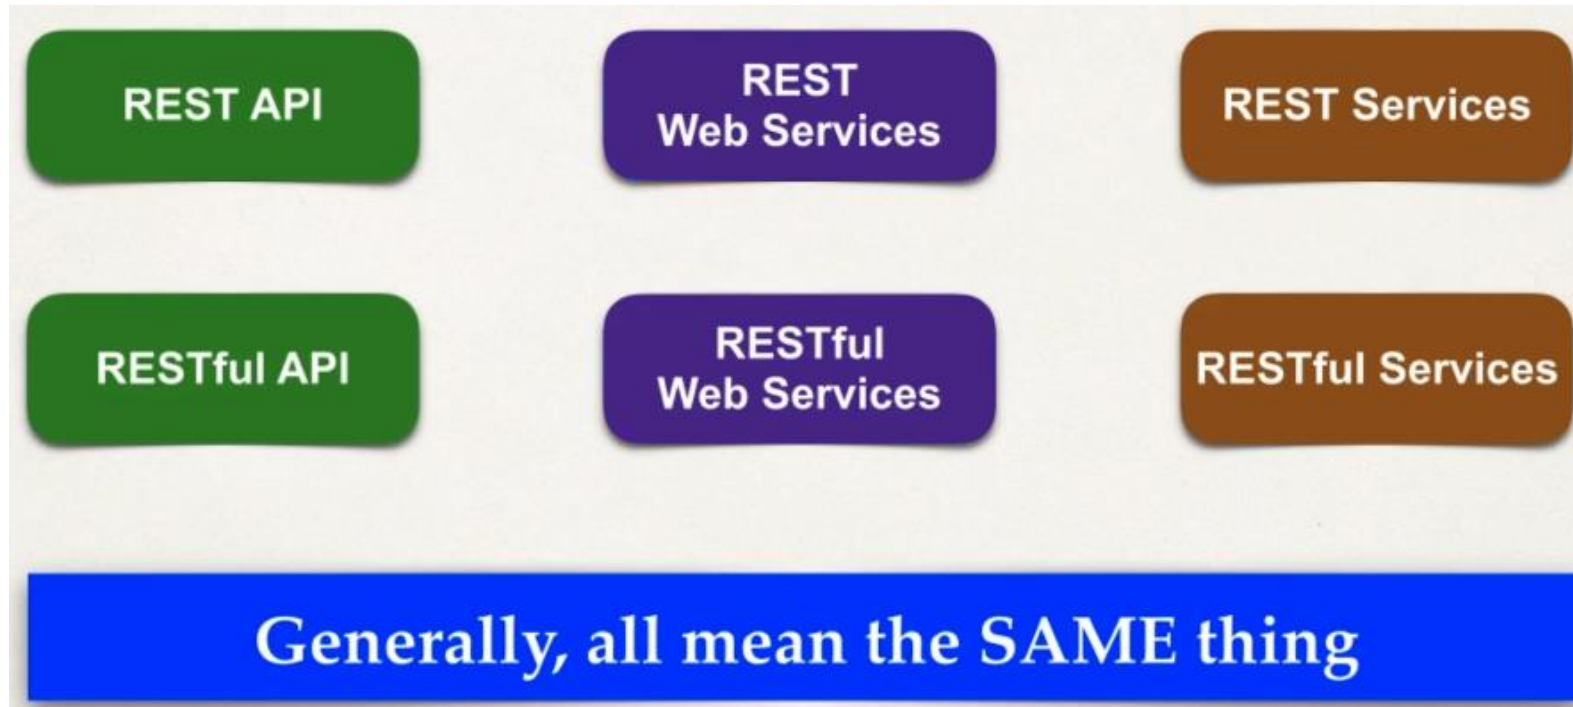 REST API
REST
Web Services
REST Services
RESTful API
RESTful
Web Services
RESTful Services
Generally, all mean the SAME thing